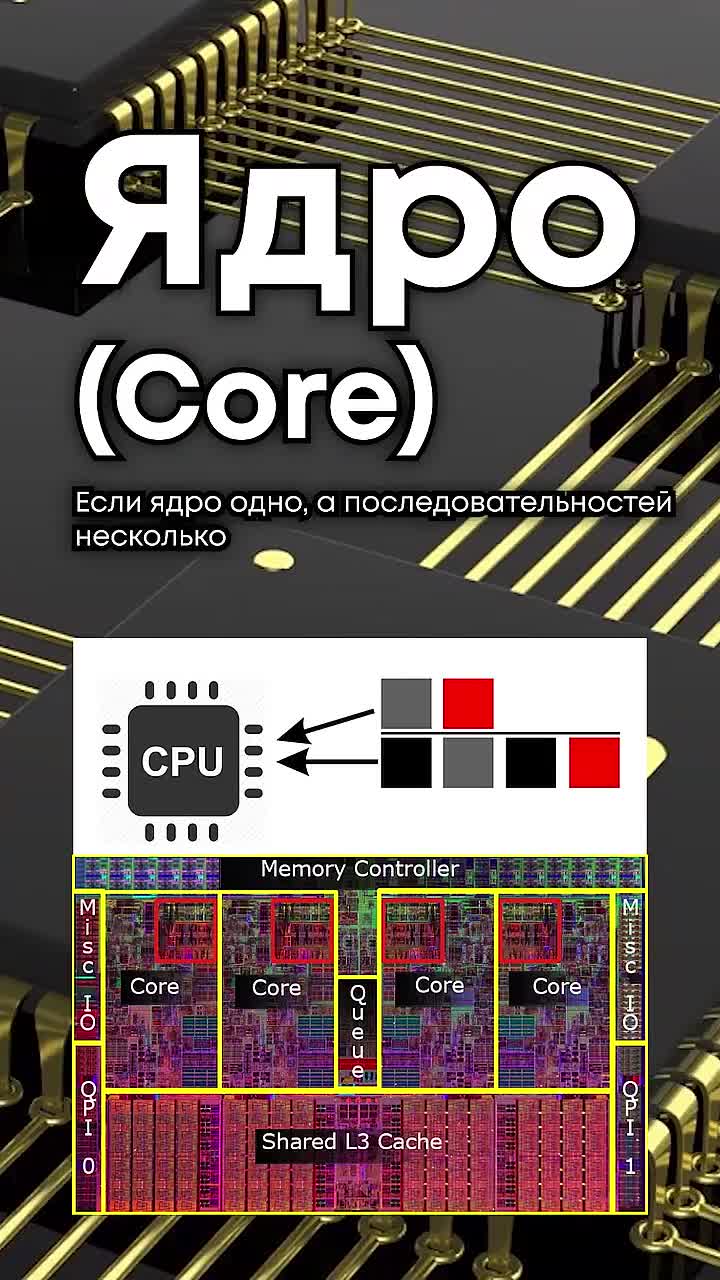 Ядро
(Core)
Если ядро одно, а последовательностей
несколько
CPU
Memory Controller
Misc IO
Core
Core
Queue
Core
Core
Misc IO
QPI 0
Shared L3 Cache
QPI 1